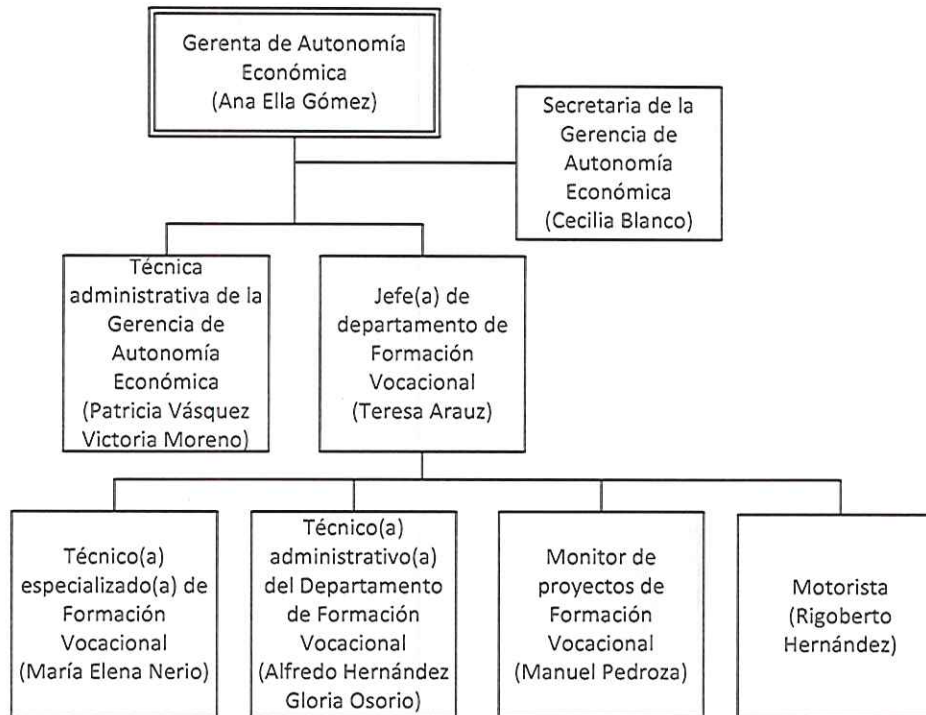 Gerenta de Autonomía
Económica
(Ana Ella Gómez)
Secretaria de la
Gerencia de
Autonomía
Económica
(Cecilia Blanco)
Técnica
administrativa de la
Gerencia de
Autonomía
Económica
(Patricia Vásquez
Victoria Moreno)
Jefe(a) de
departamento de
Formación
Vocacional
(Teresa Arauz)
Técnico(a)
especializado(a) de
Formación
Vocacional
(María Elena Nerio)
Técnico(a)
administrativo(a)
del Departamento
de Formación
Vocacional
(Alfredo Hernández
Gloria Osorio)
Monitor de
proyectos de
Formación
Vocacional
(Manuel Pedroza)
Motorista
(Rigoberto
Hernández)